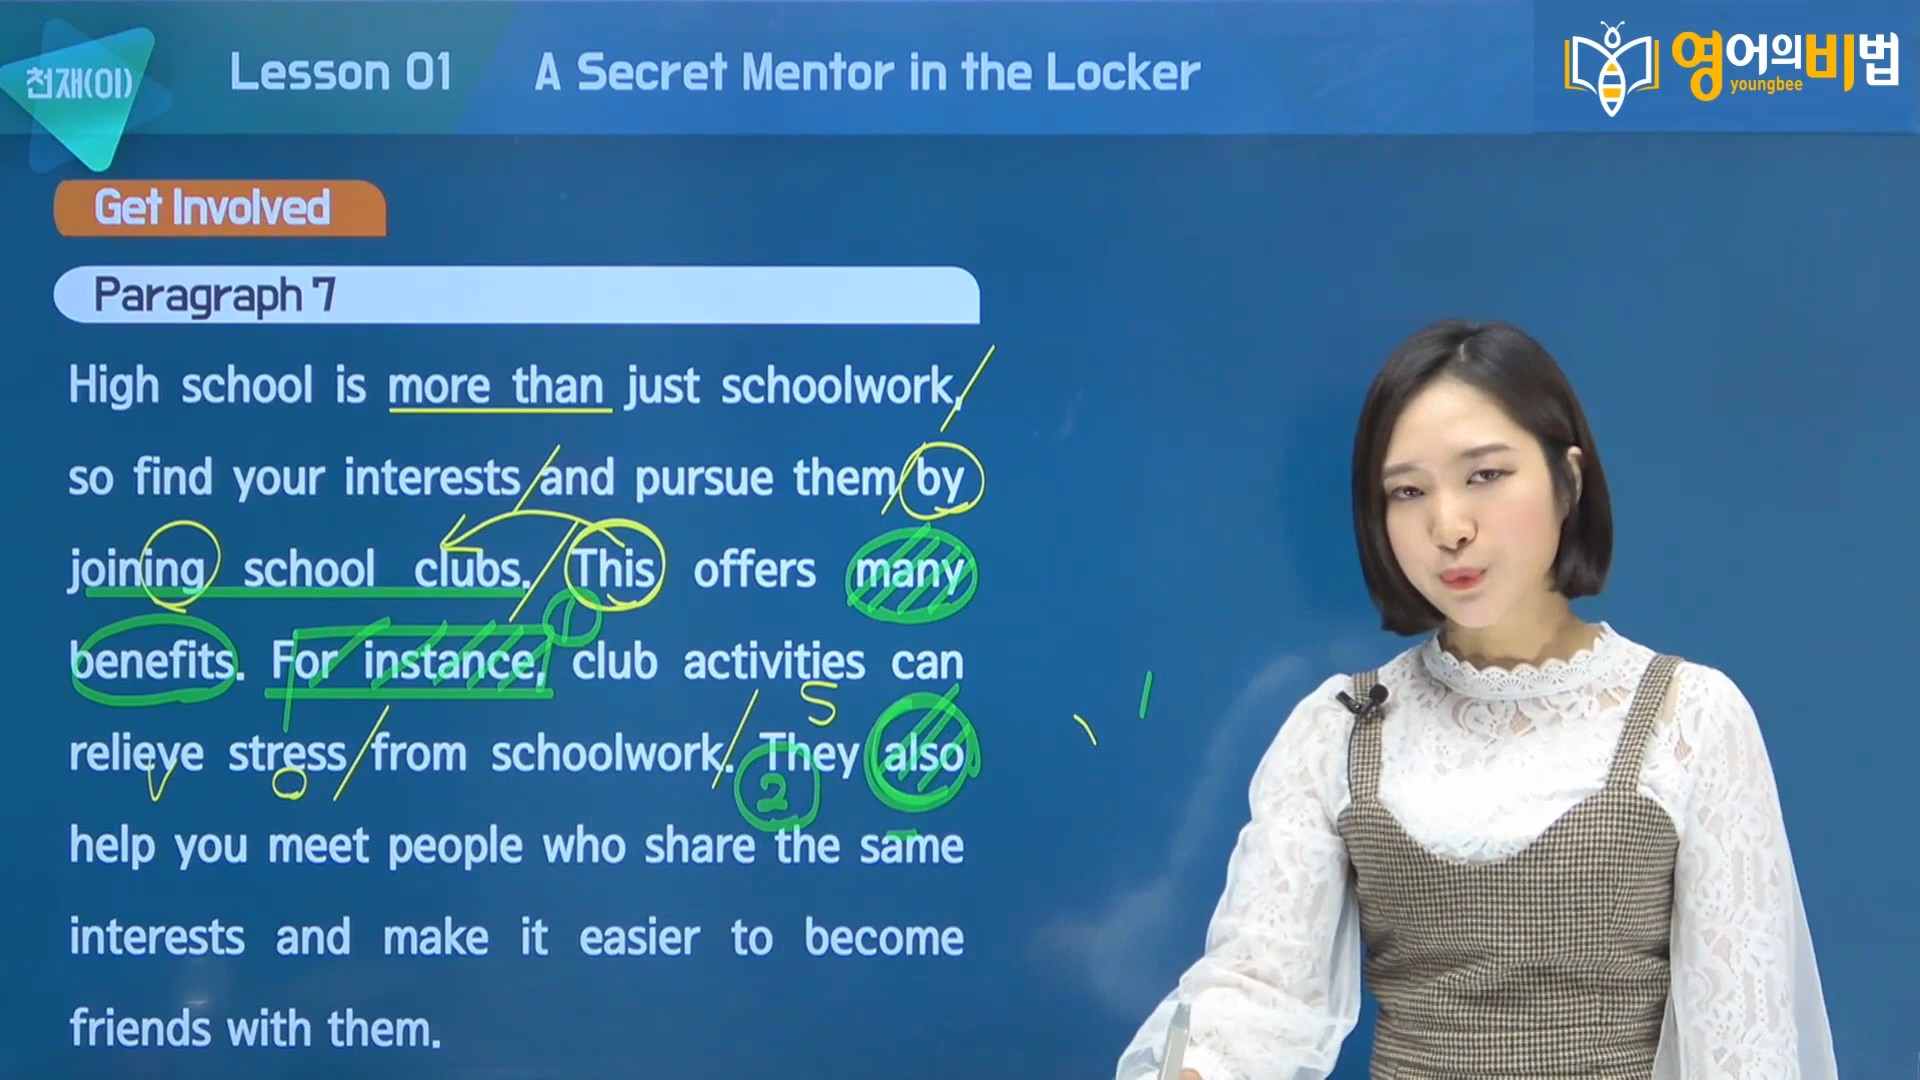 천재(이)
Lesson 01 A Secret Mentor in the Locker
영어의비법
youngbee
Get Involved
Paragraph 7
High school is more than just schoolwork,
so find your interests and pursue them by
joining school clubs. This offers many
benefits. For instance, club activities can
relieve stress from schoolwork. They also
help you meet people who share the same
interests and make it easier to become
friends with them.
1
S
V
O
2